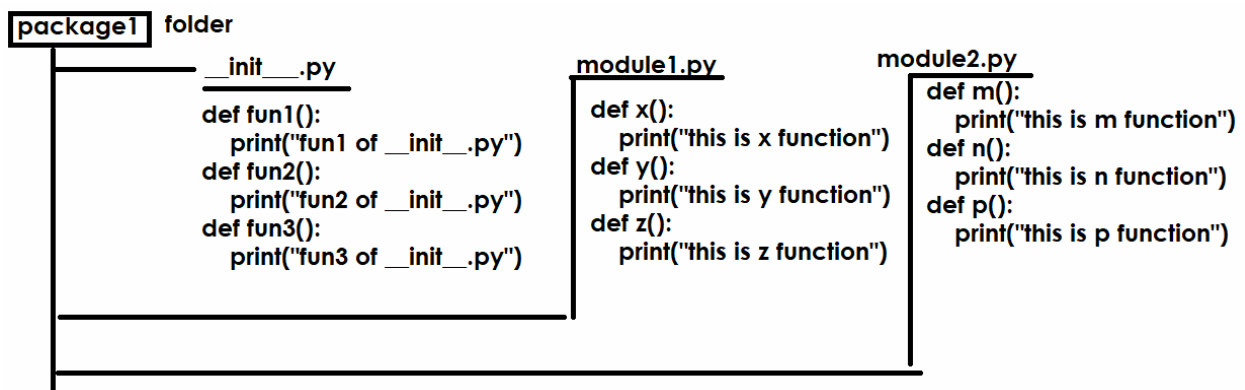 package1 folder
__init___.py
def fun1():
print("fun1 of __init__.py")
def fun2():
print("fun2 of __init__.py")
def fun3():
print("fun3 of __init__.py")
module1.py
def x():
print("this is x function")
def y():
print("this is y function")
def z():
print("this is z function")
module2.py
def m():
print("this is m function")
def n():
print("this is n function")
def p():
print("this is p function")